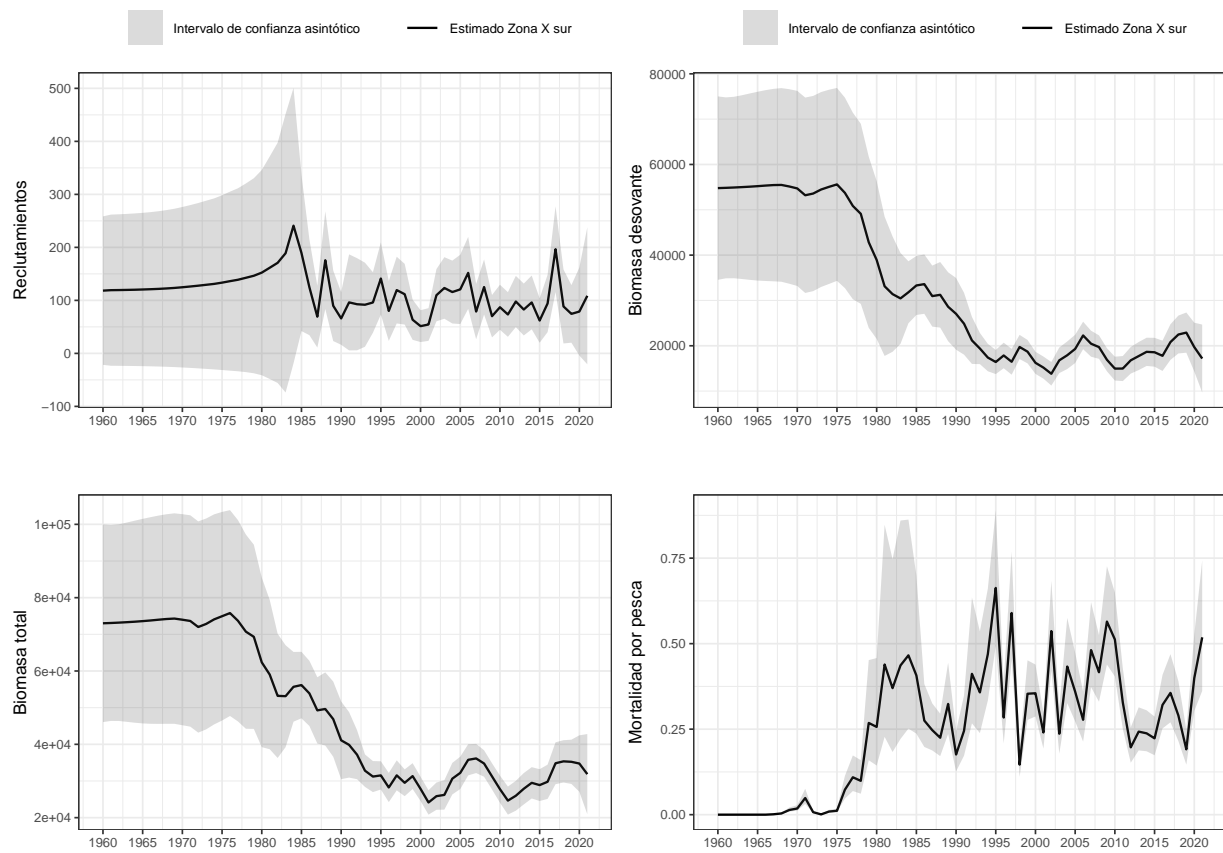 Intervalo de confianza asintótico
Estimado Zona X sur
Intervalo de confianza asintótico
Estimado Zona X sur
Reclutamientos
500
400
300
200
100
0
−100
1960 1965 1970 1975 1980 1985 1990 1995 2000 2005 2010 2015 2020
Biomasa desovante
80000
60000
40000
20000
1960 1965 1970 1975 1980 1985 1990 1995 2000 2005 2010 2015 2020
Biomasa total
1e+05
8e+04
6e+04
4e+04
2e+04
1960 1965 1970 1975 1980 1985 1990 1995 2000 2005 2010 2015 2020
Mortalidad por pesca
0.75
0.50
0.25
0.00
1960 1965 1970 1975 1980 1985 1990 1995 2000 2005 2010 2015 2020